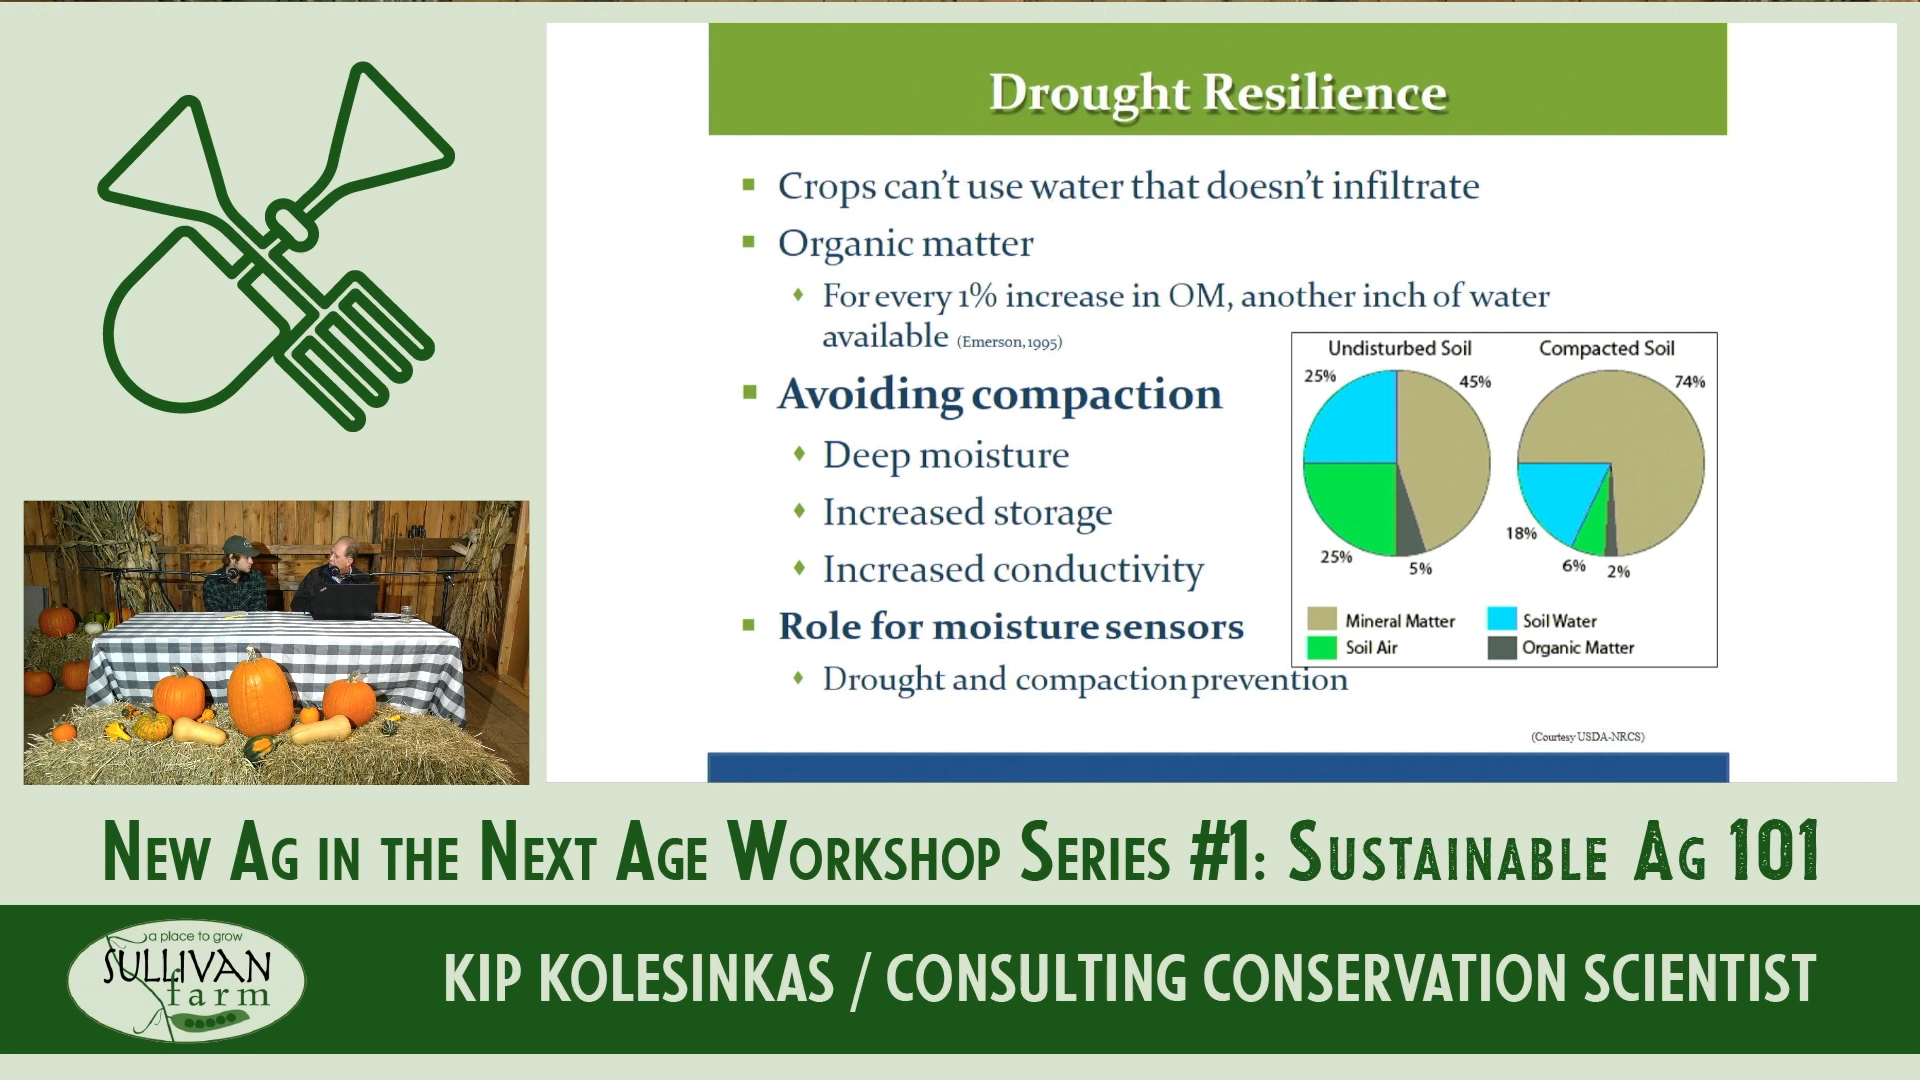 Drought Resilience
Crops can't use water that doesn't infiltrate
Organic matter
For every 1% increase in OM, another inch of water
available (Emerson, 1995)
Avoiding compaction
Deep moisture
Increased storage
Increased conductivity
Role for moisture sensors
Drought and compaction prevention
Undisturbed Soil
25%
45%
25%
5%
Compacted Soil
74%
18%
6%
2%
Mineral Matter
Soil Water
Soil Air
Organic Matter
(Courtesy USDA-NRCS)
New Ag in the Next Age Workshop Series #1: Sustainable Ag 101
a place to grow
SULLIVAN
farm
KIP KOLESINKAS / CONSULTING CONSERVATION SCIENTIST